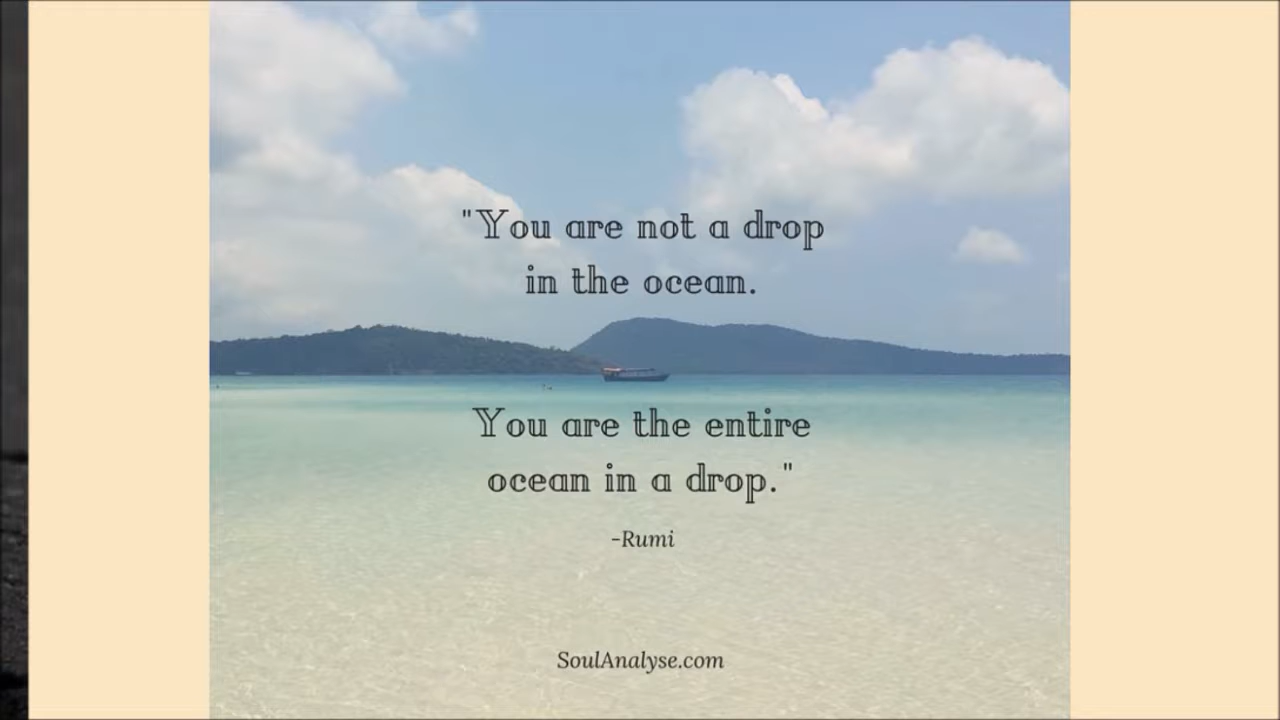 "You are not a drop
in the ocean.
You are the entire
ocean in a drop."
-Rumi
SoulAnalyse.com